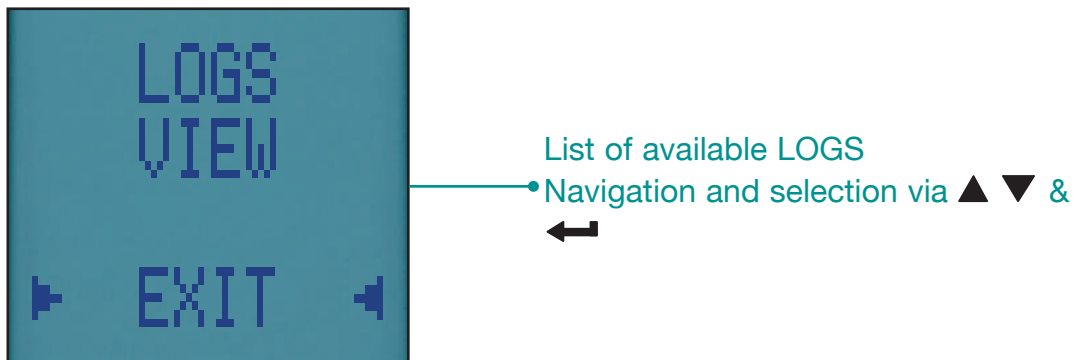 LOGS
VIEW
EXIT
List of available LOGS
Navigation and selection via ▲ ▼ &